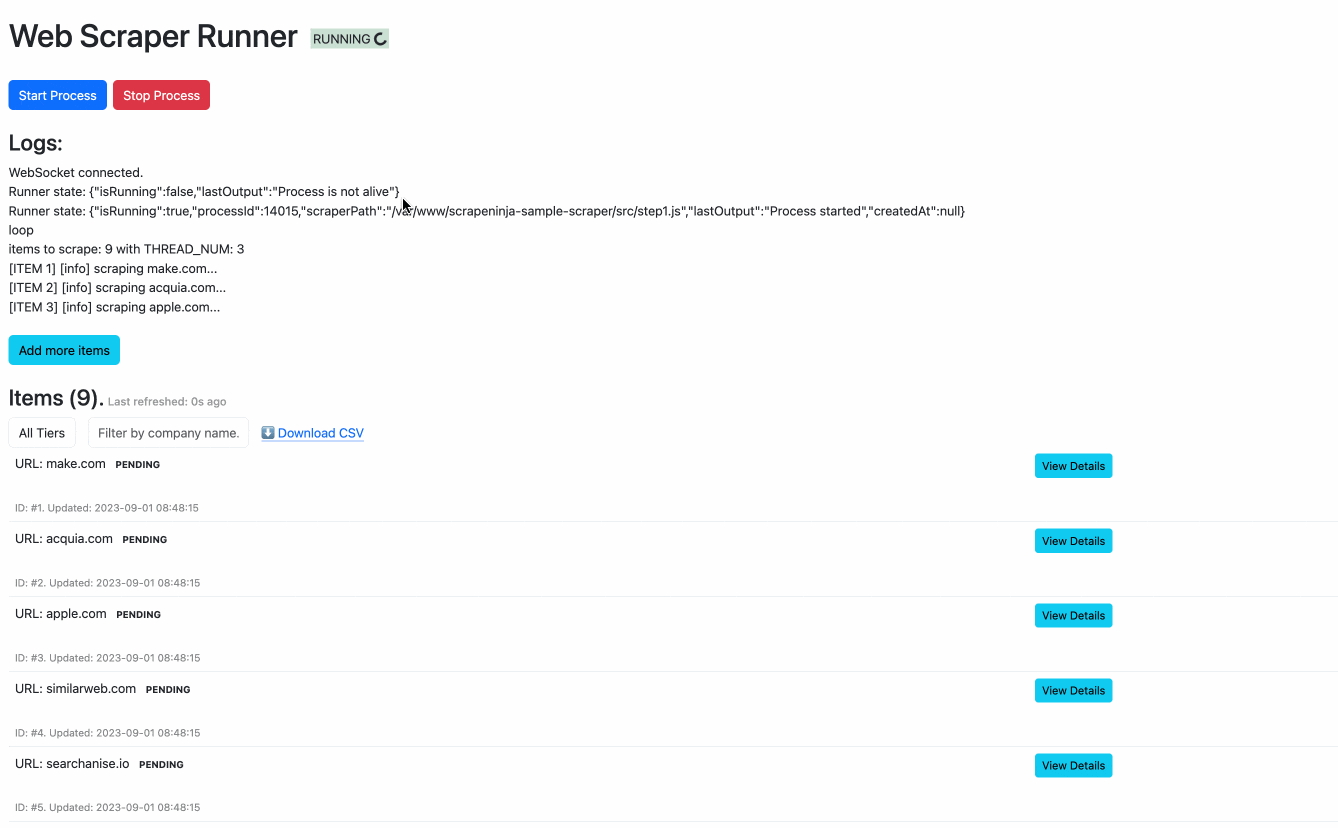 Web Scraper Runner RUNNING
Start Process Stop Process
Logs:
WebSocket connected.
Runner state: {"isRunning":false,"lastOutput":"Process is not alive"}
Runner state: {"isRunning":true,"processId":14015,"scraperPath":"/var/www/scrapeninja-sample-scraper/src/step1.js","lastOutput":"Process started","createdAt":null}
loop
items to scrape: 9 with THREAD_NUM: 3
[ITEM 1] [info] scraping make.com...
[ITEM 2] [info] scraping acquia.com...
[ITEM 3] [info] scraping apple.com...
Add more items
Items (9). Last refreshed: 0s ago
All Tiers Filter by company name. Download CSV
URL: make.com PENDING View Details
ID: #1. Updated: 2023-09-01 08:48:15
URL: acquia.com PENDING View Details
ID: #2. Updated: 2023-09-01 08:48:15
URL: apple.com PENDING View Details
ID: #3. Updated: 2023-09-01 08:48:15
URL: similarweb.com PENDING View Details
ID: #4. Updated: 2023-09-01 08:48:15
URL: searchanise.io PENDING View Details
ID: #5. Updated: 2023-09-01 08:48:15